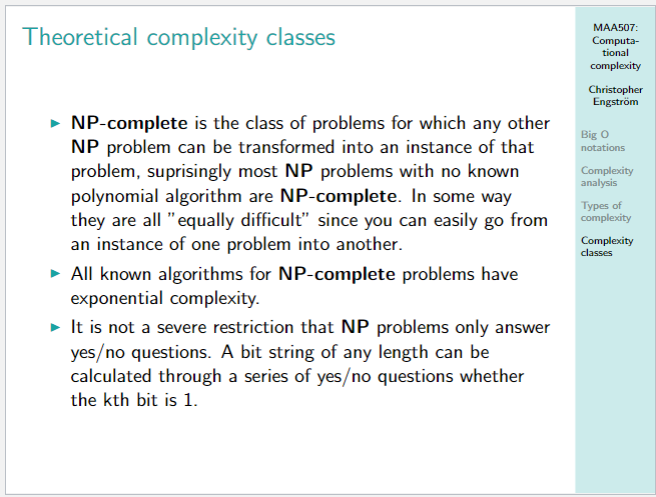 Theoretical complexity classes
► NP-complete is the class of problems for which any other
NP problem can be transformed into an instance of that
problem, suprisingly most NP problems with no known
polynomial algorithm are NP-complete. In some way
they are all ”equally difficult” since you can easily go from
an instance of one problem into another.
► All known algorithms for NP-complete problems have
exponential complexity.
► It is not a severe restriction that NP problems only answer
yes/no questions. A bit string of any length can be
calculated through a series of yes/no questions whether
the kth bit is 1.
MAA507:
Computa-
tional
complexity
Christopher
Engström
Big O
notations
Complexity
analysis
Types of
complexity
Complexity
classes